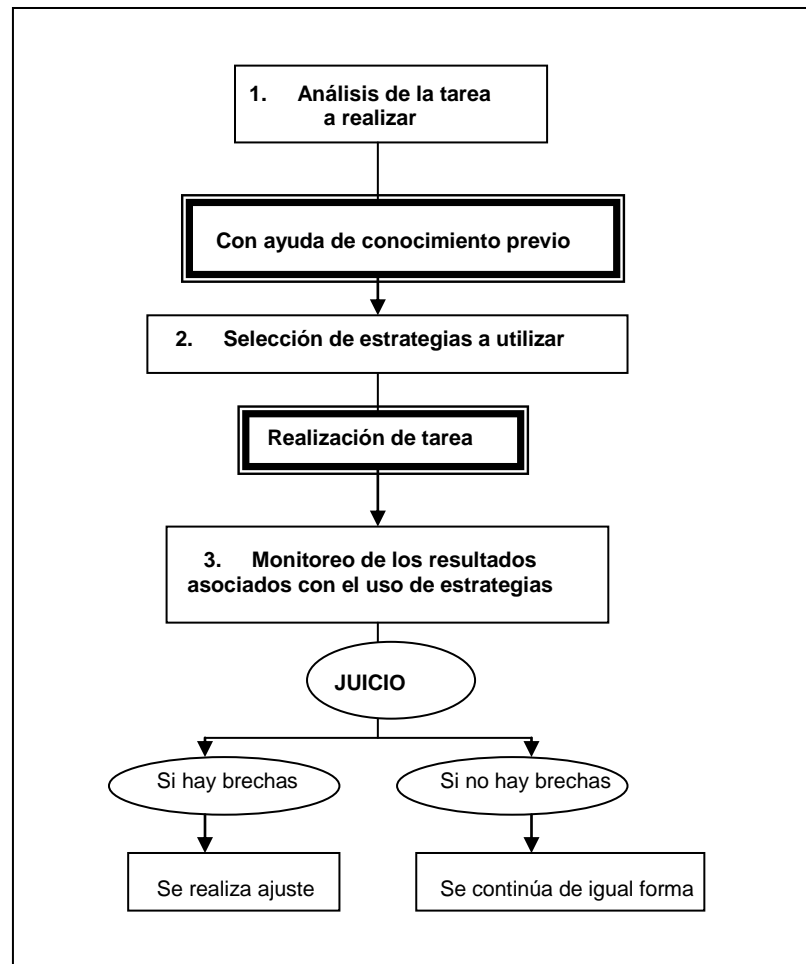 1. Análisis de la tarea
a realizar
Con ayuda de conocimiento previo
2. Selección de estrategias a utilizar
Realización de tarea
3. Monitoreo de los resultados
asociados con el uso de estrategias
JUICIO
Si hay brechas
Si no hay brechas
Se realiza ajuste
Se continúa de igual forma